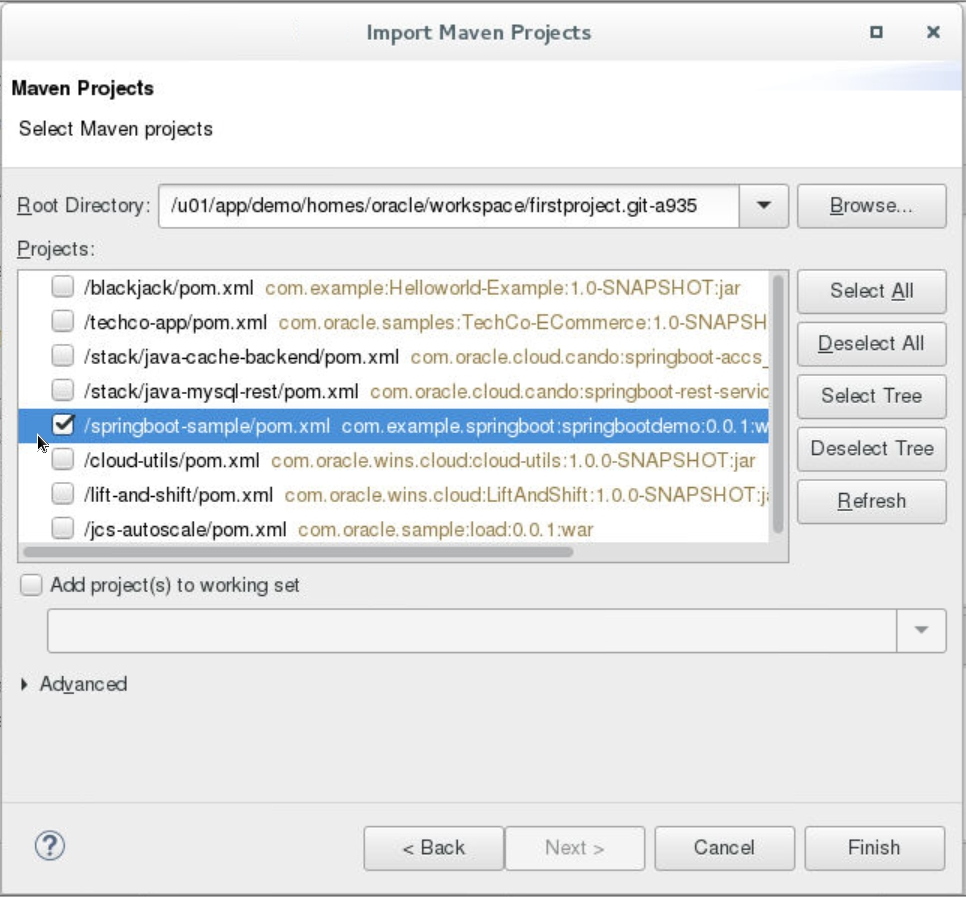 Import Maven Projects
Maven Projects
Select Maven projects
Root Directory: /u01/app/demo/homes/oracle/workspace/firstproject.git-a935 Browse...
Projects:
/blackjack/pom.xml com.example:Helloworld-Example:1.0-SNAPSHOT:jar
/techco-app/pom.xml com.oracle.samples:TechCo-ECommerce:1.0-SNAPSH
/stack/java-cache-backend/pom.xml com.oracle.cloud.cando:springboot-accs_
/stack/java-mysql-rest/pom.xml com.oracle.cloud.cando:springboot-rest-servic
/springboot-sample/pom.xml com.example.springboot:springbootdemo:0.0.1:w
/cloud-utils/pom.xml com.oracle.wins.cloud:cloud-utils:1.0.0-SNAPSHOT:jar
/lift-and-shift/pom.xml com.oracle.wins.cloud:LiftAndShift:1.0.0-SNAPSHOT:ja
/jcs-autoscale/pom.xml com.oracle.sample:load:0.0.1:war
Select All
Deselect All
Select Tree
Deselect Tree
Refresh
Add project(s) to working set
Advanced
? < Back Next > Cancel Finish